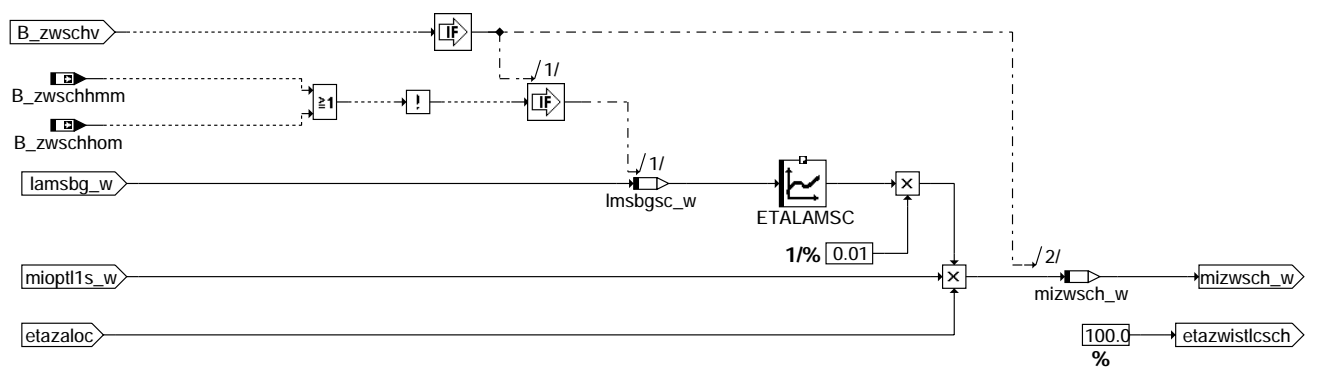 B_zwschv
IF
/1/
B_zwschhmm
≥1
!
IF
B_zwschhom
/1/
lamsbg_w
lmsbgsc_w
ETALAMSC
×
1/% 0.01
/2/
mioptl1s_w
×
mizwsch_w
mizwsch_w
etazaloc
100.0
%
etazwistlcsch